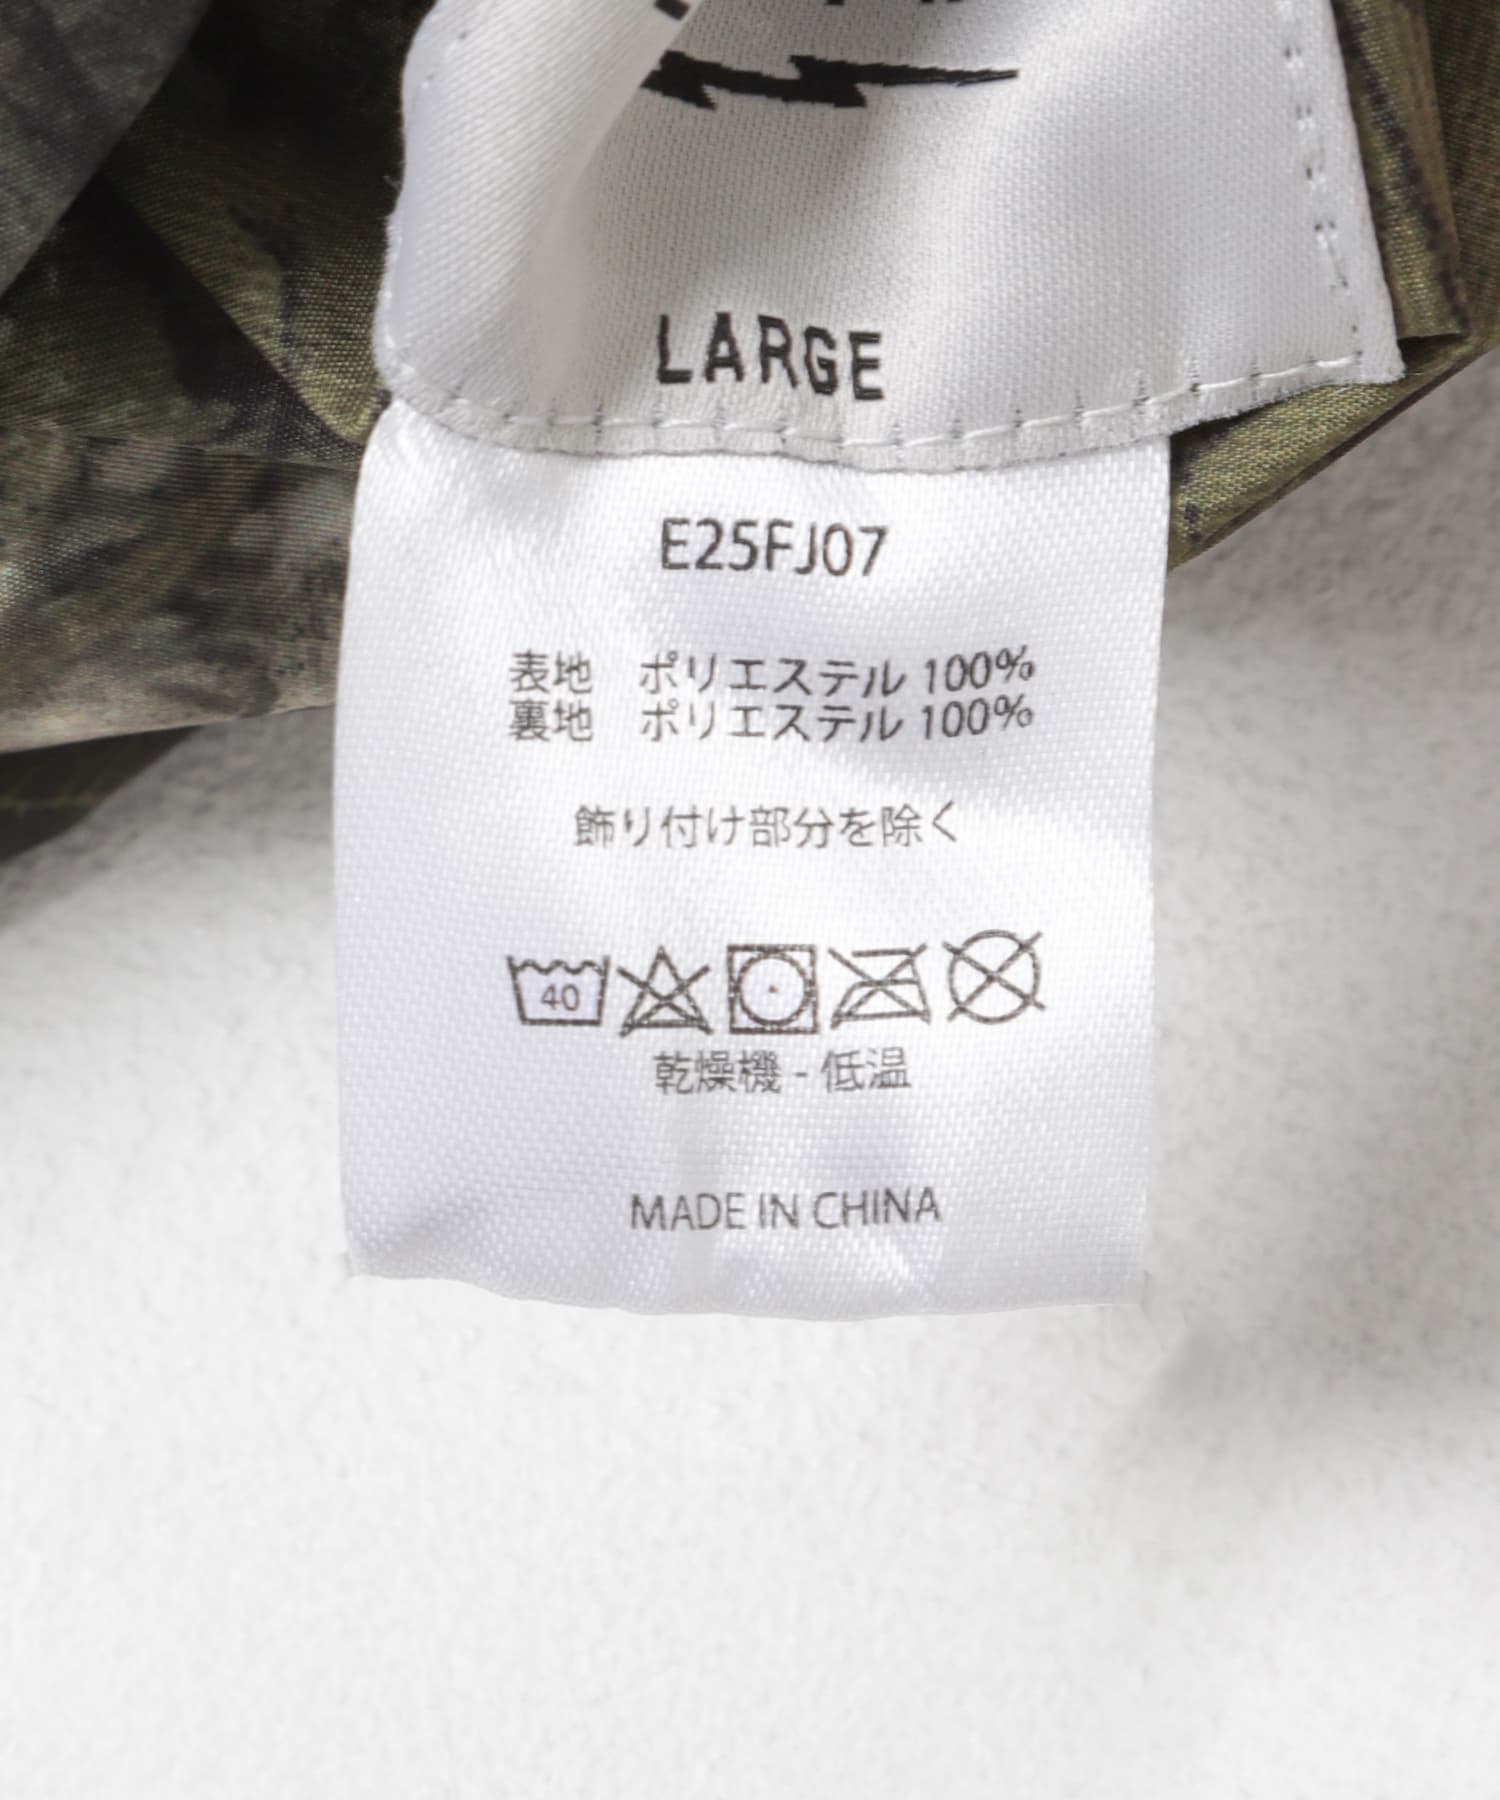 LARGE
E25FJ07
表地　ポリエステル 100%
裏地　ポリエステル 100%
飾り付け部分を除く
40
乾燥機 - 低温
MADE IN CHINA